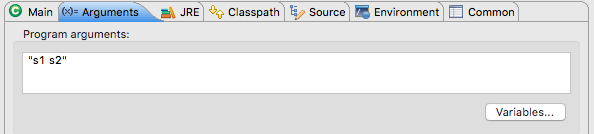 Main (x)= Arguments JRE Classpath Source Environment Common
Program arguments:
"s1 s2"
Variables...